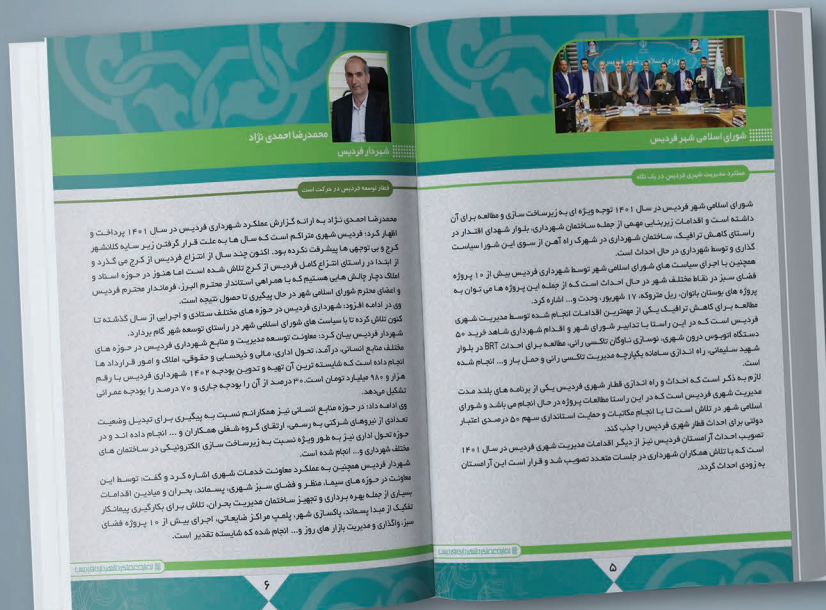 شورای اسلامی شهر فردیس
عملکرد مدیریت شهری فردیس در یک نگاه
شورای اسلامی شهر فردیس در سال ۱۴۰۱ توجه ویژه ای به زیرساخت سازی و مطالعه برای آن
داشته است و اقدامات زیربنایی مهمی از جمله ساختمان شهرداری، بلوار شهدای اقتدار در
راستای کاهش ترافیک، ساختمان شهرداری در شهرک راه آهن از سوی این شورا سیاست
گذاری و توسط شهرداری در حال احداث است.
همچنین با اجرای سیاست های شورای اسلامی شهر توسط شهرداری فردیس بیش از ۱۰ پروژه
فضای سبز در نقاط مختلف شهر در حال احداث است که از جمله این پروژه ها می توان به
پروژه های بوستان بانوان، ریل متروکه، ۱۷ شهریور، وحدت و... اشاره کرد.
مطالعه برای کاهش ترافیک یکی از مهمترین اقدامات انجام شده توسط مدیریت شهری
فردیس است که در این راستا با تدابیر شورای شهر و اقدام شهرداری شاهد خرید ۵۰
دستگاه اتوبوس درون شهری، نوسازی ناوگان تاکسی رانی، مطالعه برای احداث BRT در بلوار
شهید سلیمانی، راه اندازی سامانه یکپارچه مدیریت تاکسی رانی و حمل بار و... انجام شده
است.
لازم به ذکر است که احداث و راه اندازی قطار شهری فردیس یکی از برنامه های بلند مدت
مدیریت شهری فردیس است که در این راستا مطالعات پروژه در حال انجام می باشد و شورای
اسلامی شهر در تلاش است تا با انجام مکاتبات و حمایت استانداری سهم ۵۰ درصدی اعتبار
دولتی برای احداث قطار شهری فردیس را جذب کند.
تصویب احداث آرامستان فردیس نیز از دیگر اقدامات مدیریت شهری فردیس در سال ۱۴۰۱
است که با تلاش همکاران شهرداری در جلسات متعدد تصویب شد و قرار است این آرامستان
به زودی احداث گردد.
۵
محمدرضا احمدی نژاد
شهردار فردیس
قطار توسعه فردیس در حرکت است
محمدرضا احمدی نژاد به ارائه گزارش عملکرد شهرداری فردیس در سال ۱۴۰۱ پرداخت و
اظهار کرد: فردیس شهری متراکم است که سال ها به علت قرار گرفتن زیر سایه کلانشهر
کرج و بی توجهی ها پیشرفت نکرده بود. اکنون چند سال از انتزاع فردیس از کرج می گذرد و
از ابتدا در راستای انتزاع کامل فردیس از کرج تلاش شده است اما هنوز در حوزه اسناد و
املاک دچار چالش هایی هستیم که با همراهی استاندار محترم البرز، فرماندار محترم فردیس
و اعضای محترم شورای اسلامی شهر در حال پیگیری تا حصول نتیجه است.
وی در ادامه افزود: شهرداری فردیس در حوزه های مختلف ستادی و اجرایی از سال گذشته تا
کنون تلاش کرده تا با سیاست های شورای اسلامی شهر در راستای توسعه شهر گام بردارد.
شهردار فردیس بیان کرد: معاونت توسعه مدیریت و منابع شهرداری فردیس در حوزه های
مختلف منابع انسانی، درآمد، تحول اداری، مالی و ذیحسابی و حقوقی، املاک و امور قرارداد ها
انجام داده است که شایسته ترین آن تهیه و تدوین بودجه ۱۴۰۲ شهرداری فردیس با رقم
هزار و ۹۸۰ میلیارد تومان است. ۳۰ درصد از آن را بودجه جاری و ۷۰ درصد را بودجه عمرانی
تشکیل می‌دهد.
وی ادامه داد: در حوزه منابع انسانی نیز همکارانم نسبت به پیگیری برای تبدیل وضعیت
تعدادی از نیروهای شرکتی به رسمی، ارتقای گروه شغلی همکاران و ... انجام داده اند و در
حوزه تحول اداری نیز به طور ویژه نسبت به زیرساخت سازی الکترونیکی در ساختمان های
مختلف شهرداری و... انجام شده است.
شهردار فردیس همچنین به عملکرد معاونت خدمات شهری اشاره کرد و گفت: توسط این
معاونت در حوزه های سیما، منظر و فضای سبز شهری، پسماند، بحران و میادین اقدامات
بسیاری از جمله بهره برداری و تجهیز ساختمان مدیریت بحران، تلاش برای بکارگیری پیمانکار
تفکیک از مبدا پسماند، پاکسازی شهر، پلمپ مراکز ضایعاتی، اجرای بیش از ۱۰ پروژه فضای
سبز، واگذاری و مدیریت بازار های روز و... انجام شده که شایسته تقدیر است.
۶